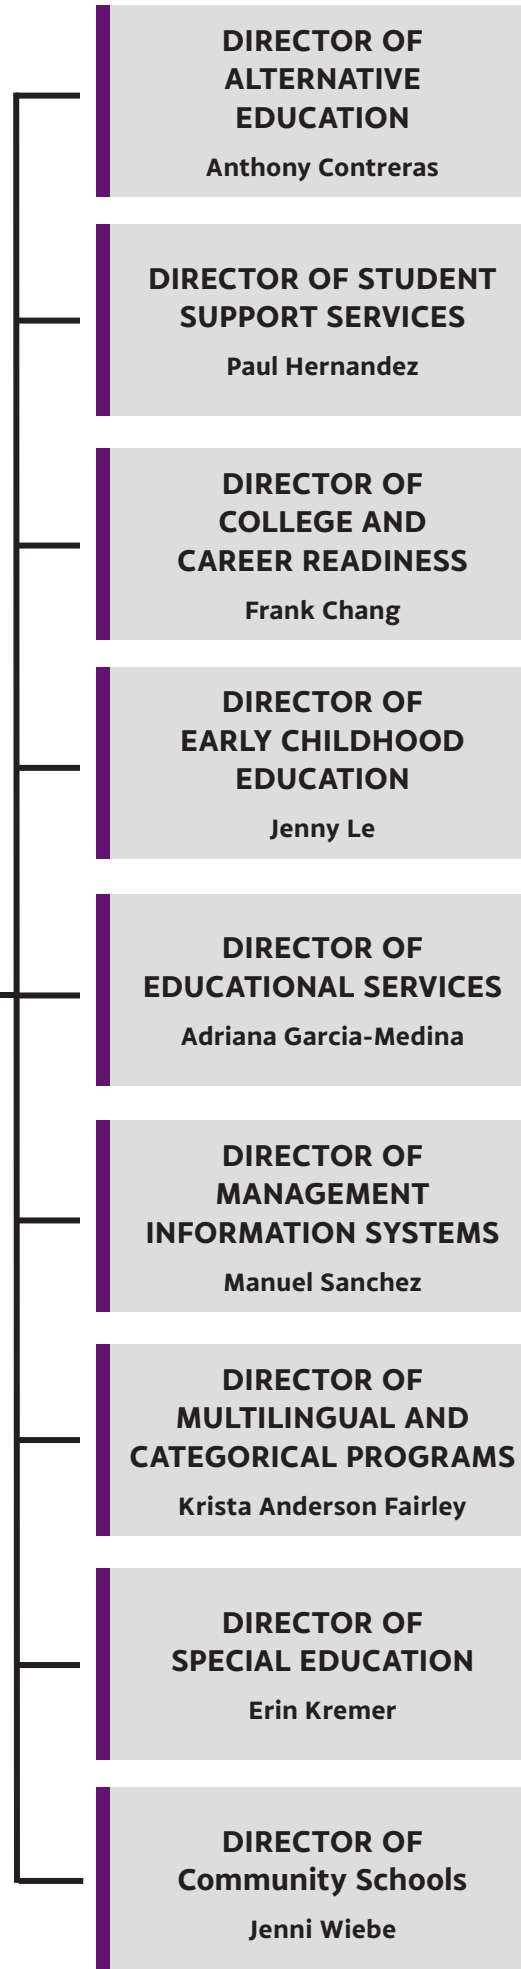 DIRECTOR OF
ALTERNATIVE
EDUCATION
Anthony Contreras
DIRECTOR OF STUDENT
SUPPORT SERVICES
Paul Hernandez
DIRECTOR OF
COLLEGE AND
CAREER READINESS
Frank Chang
DIRECTOR OF
EARLY CHILDHOOD
EDUCATION
Jenny Le
DIRECTOR OF
EDUCATIONAL SERVICES
Adriana Garcia-Medina
DIRECTOR OF
MANAGEMENT
INFORMATION SYSTEMS
Manuel Sanchez
DIRECTOR OF
MULTILINGUAL AND
CATEGORICAL PROGRAMS
Krista Anderson Fairley
DIRECTOR OF
SPECIAL EDUCATION
Erin Kremer
DIRECTOR OF
Community Schools
Jenni Wiebe